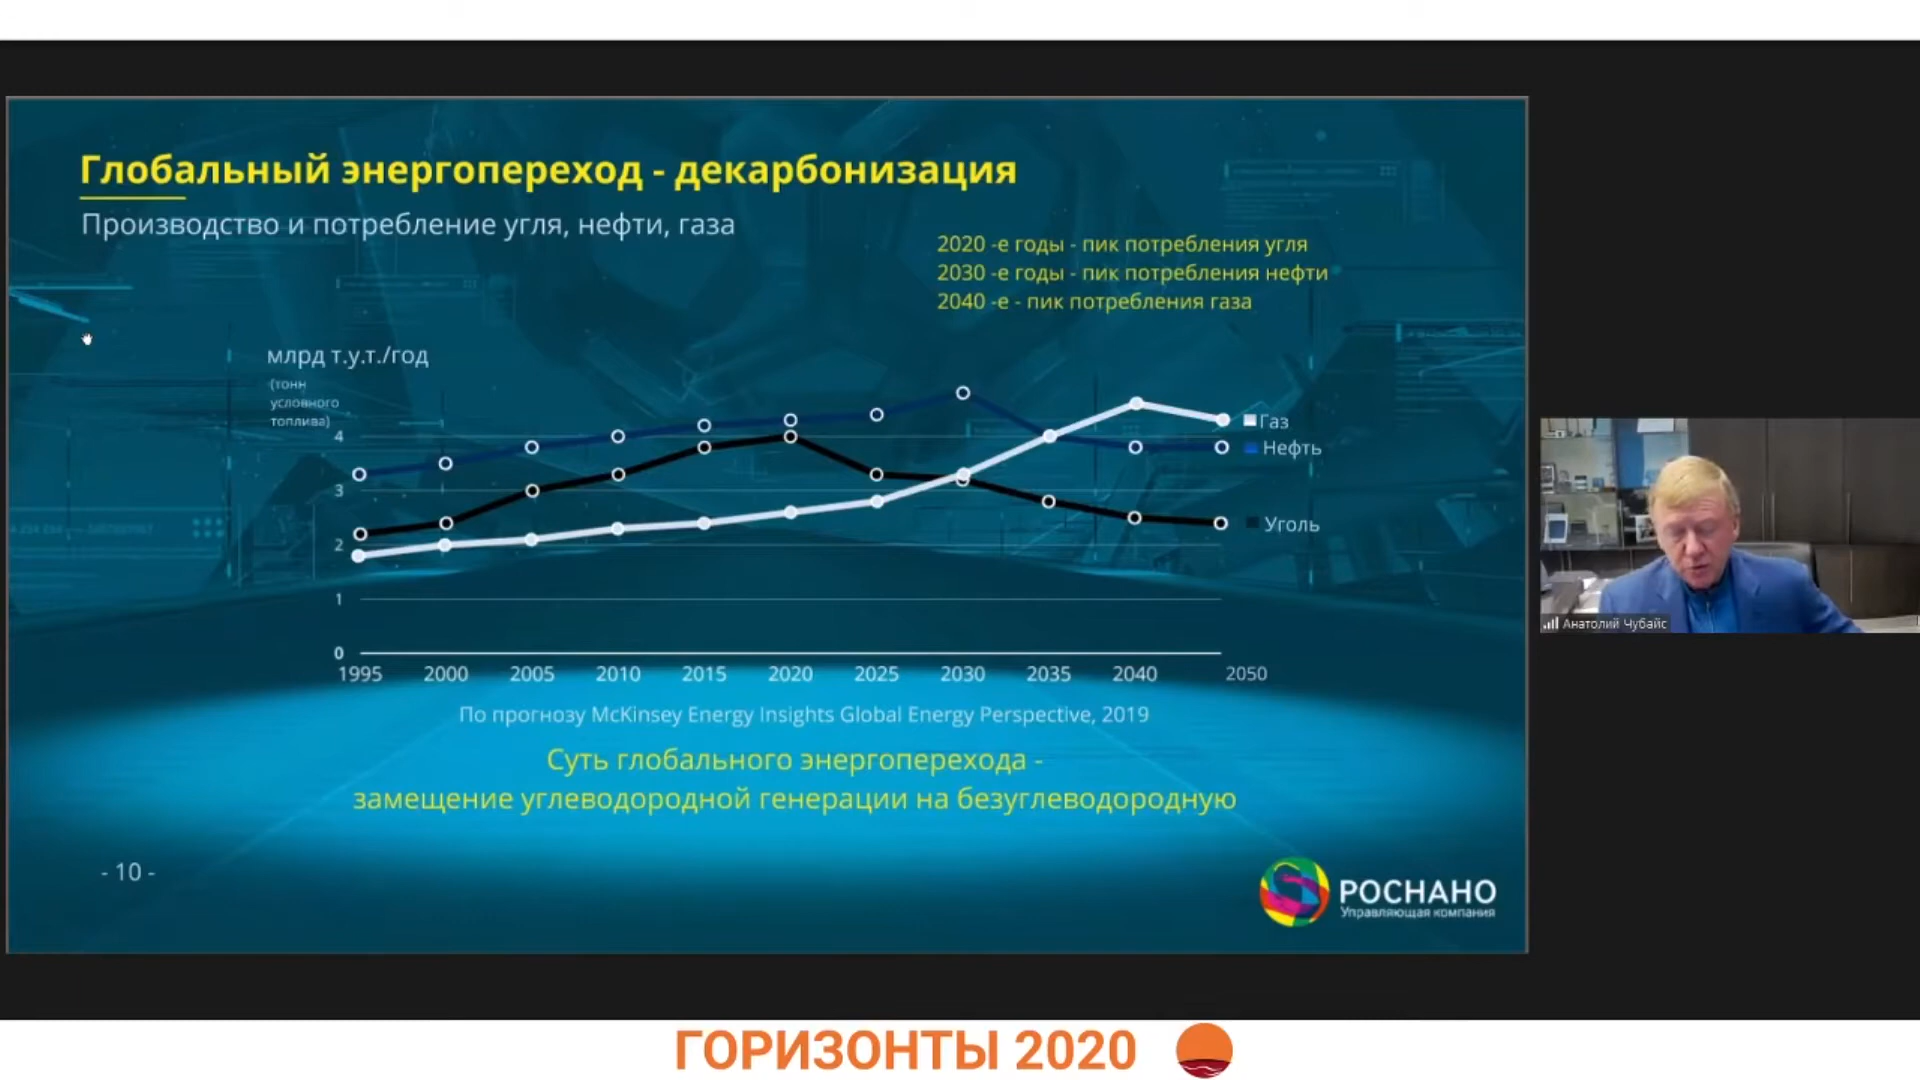 Глобальный энергопереход - декарбонизация
Производство и потребление угля, нефти, газа
2020 -е годы - пик потребления угля
2030 -е годы - пик потребления нефти
2040 -е - пик потребления газа
млрд т.у.т./год
(тонн
условного
топлива)
4
3
2
1
0
Газ
Нефть
Уголь
1995 2000 2005 2010 2015 2020 2025 2030 2035 2040 2050
По прогнозу McKinsey Energy Insights Global Energy Perspective, 2019
Суть глобального энергоперехода -
замещение углеводородной генерации на безуглеводородную
- 10 -
РОСНАНО
Управляющая компания
Анатолий Чубайс
ГОРИЗОНТЫ 2020